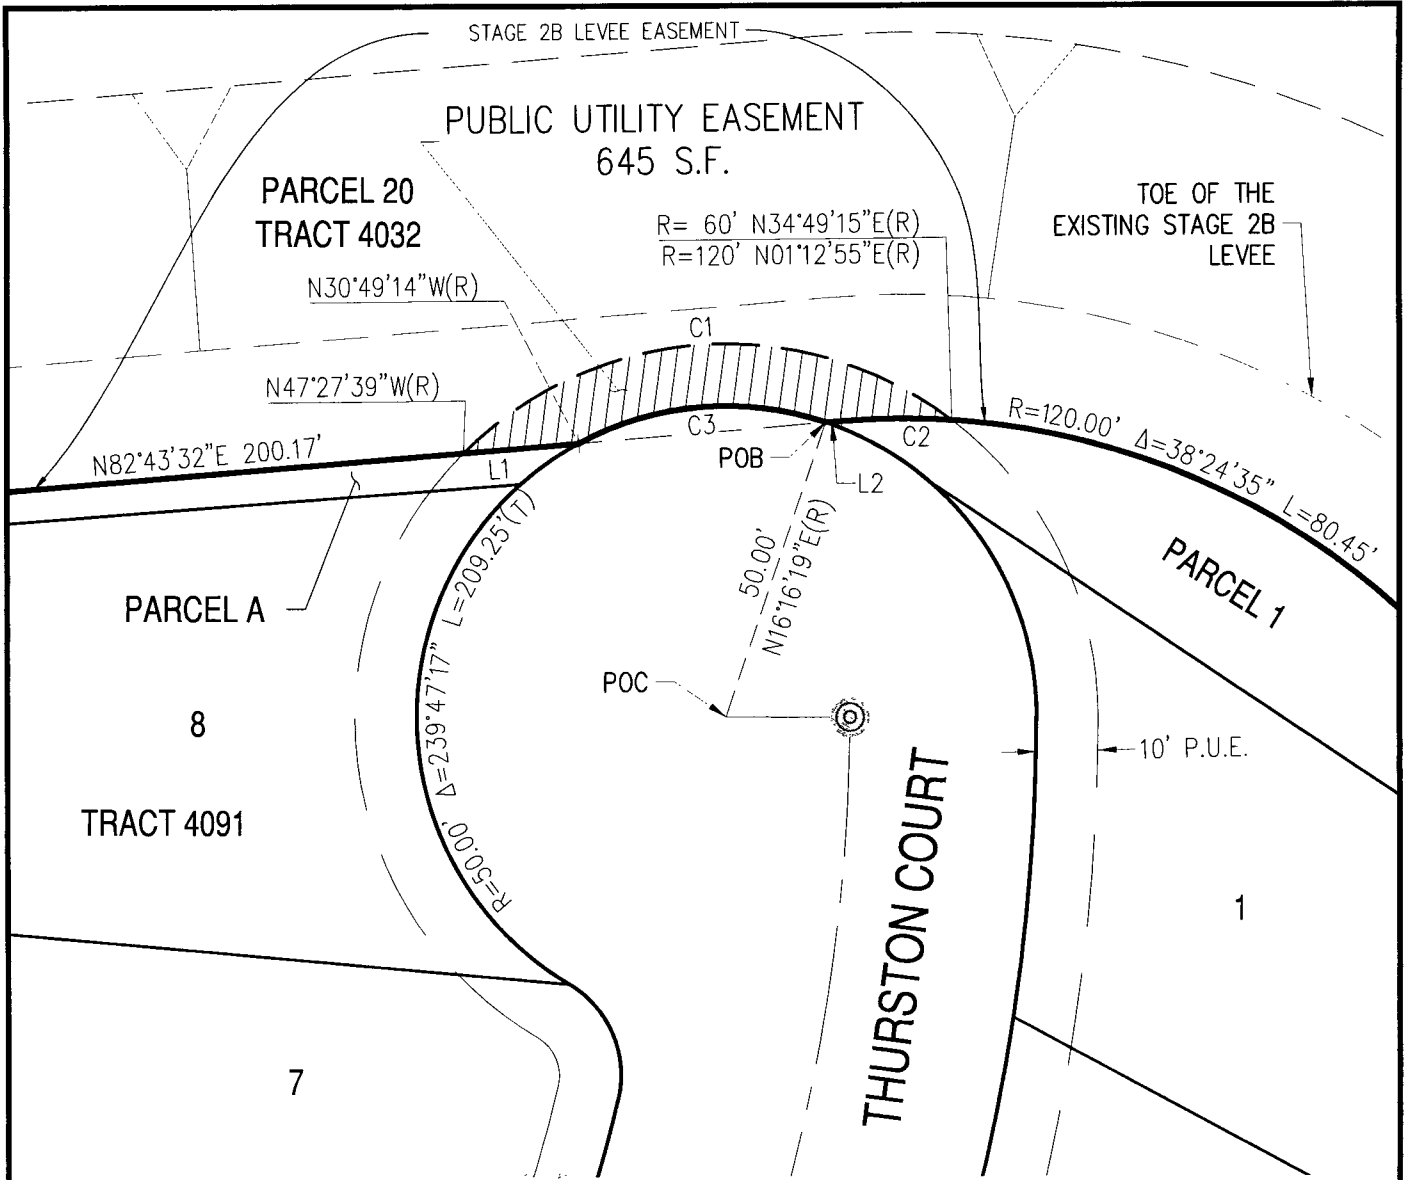 STAGE 2B LEVEE EASEMENT
PUBLIC UTILITY EASEMENT
645 S.F.
PARCEL 20
TRACT 4032
TOE OF THE
EXISTING STAGE 2B
LEVEE
R= 60' N34°49'15"E(R)
R=120' N01°12'55"E(R)
N30°49'14"W(R)
C1
N47°27'39"W(R)
R=120.00' Δ=38°24'35" L=80.45'
N82°43'32"E 200.17'
C3
C2
L1
POB
L2
50.00'
N16°16'19"E(R)
R=50.00' Δ=239°47'17" L=209.25'(T)
PARCEL 1
PARCEL A
POC
8
10' P.U.E.
TRACT 4091
THURSTON COURT
1
7